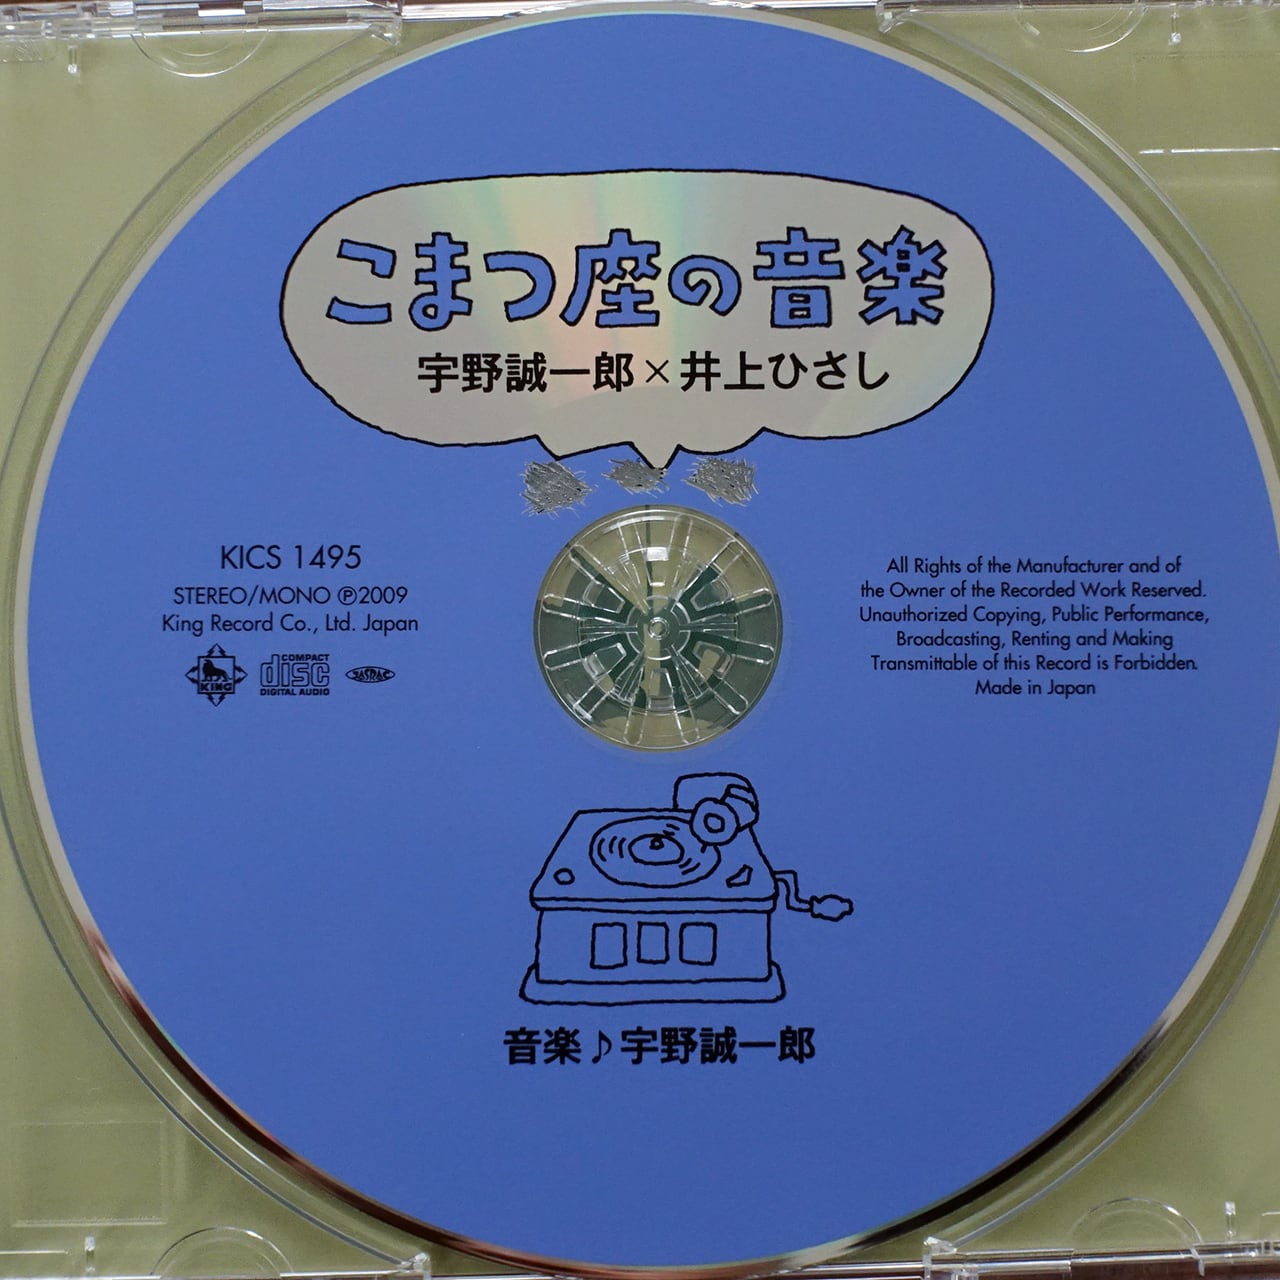 こまつ座の音楽
宇野誠一郎×井上ひさし
KICS 1495
STEREO/MONO ℗2009
King Record Co., Ltd. Japan
KING
COMPACT
disc
DIGITAL AUDIO
JASRAC
All Rights of the Manufacturer and of
the Owner of the Recorded Work Reserved.
Unauthorized Copying, Public Performance,
Broadcasting, Renting and Making
Transmittable of this Record is Forbidden.
Made in Japan
音楽♪宇野誠一郎